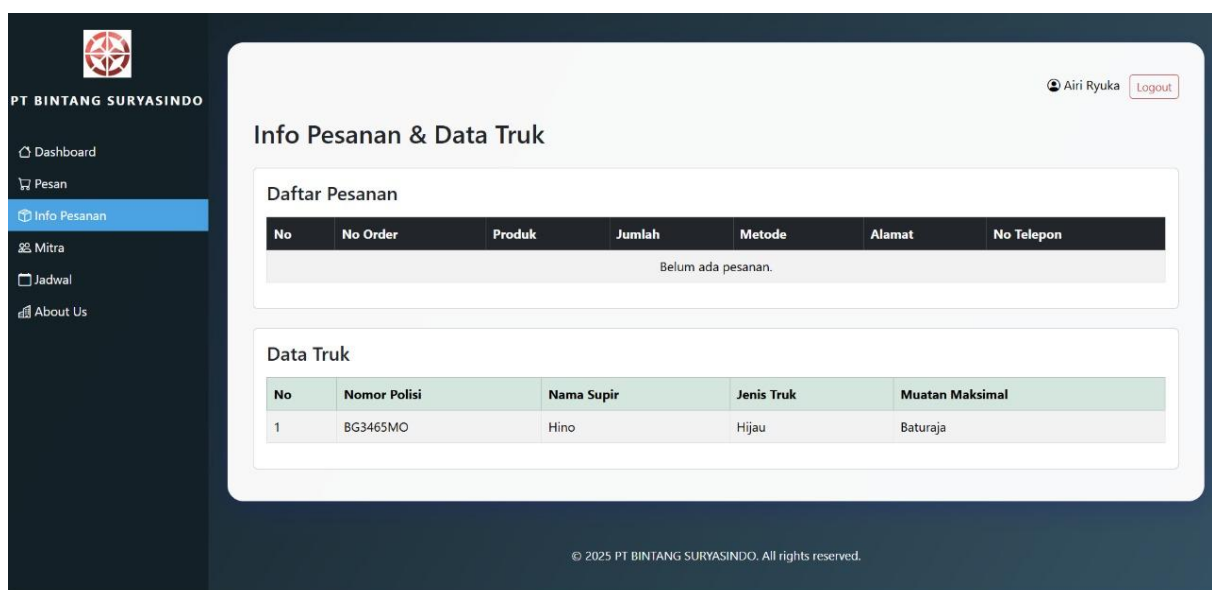 PT BINTANG SURYASINDO
Dashboard
Pesan
Info Pesanan
Mitra
Jadwal
About Us
Airi Ryuka Logout
Info Pesanan & Data Truk
Daftar Pesanan
No No Order Produk Jumlah Metode Alamat No Telepon
Belum ada pesanan.
Data Truk
No Nomor Polisi Nama Supir Jenis Truk Muatan Maksimal
1 BG3465MO Hino Hijau Baturaja
© 2025 PT BINTANG SURYASINDO. All rights reserved.